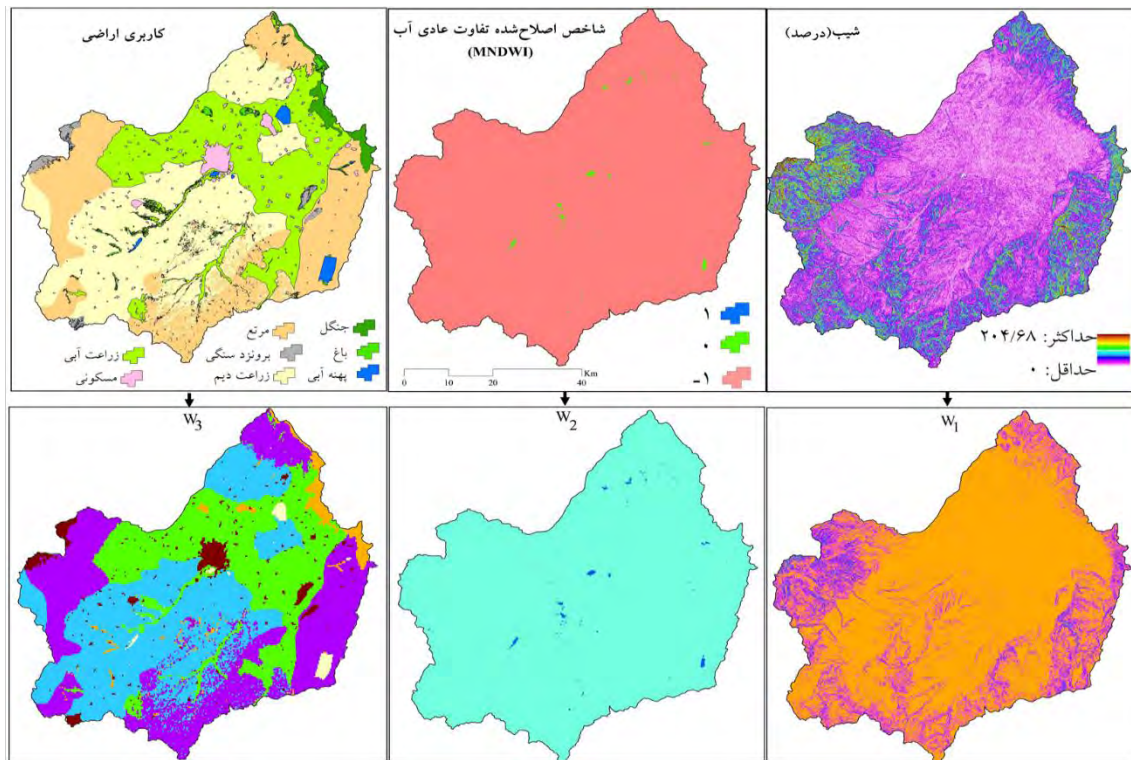 کاربری اراضی
شاخص اصلاح‌شده تفاوت عادی آب
(MNDWI)
شیب(درصد)
جنگل
مرتع
باغ
برونزد سنگی
زراعت آبی
پهنه آبی
زراعت دیم
مسکونی
۱
۰
-۱
0 10 20 40 Km
حداکثر: ۲۰۴/۶۸
حداقل: ۰
W3
W2
W1